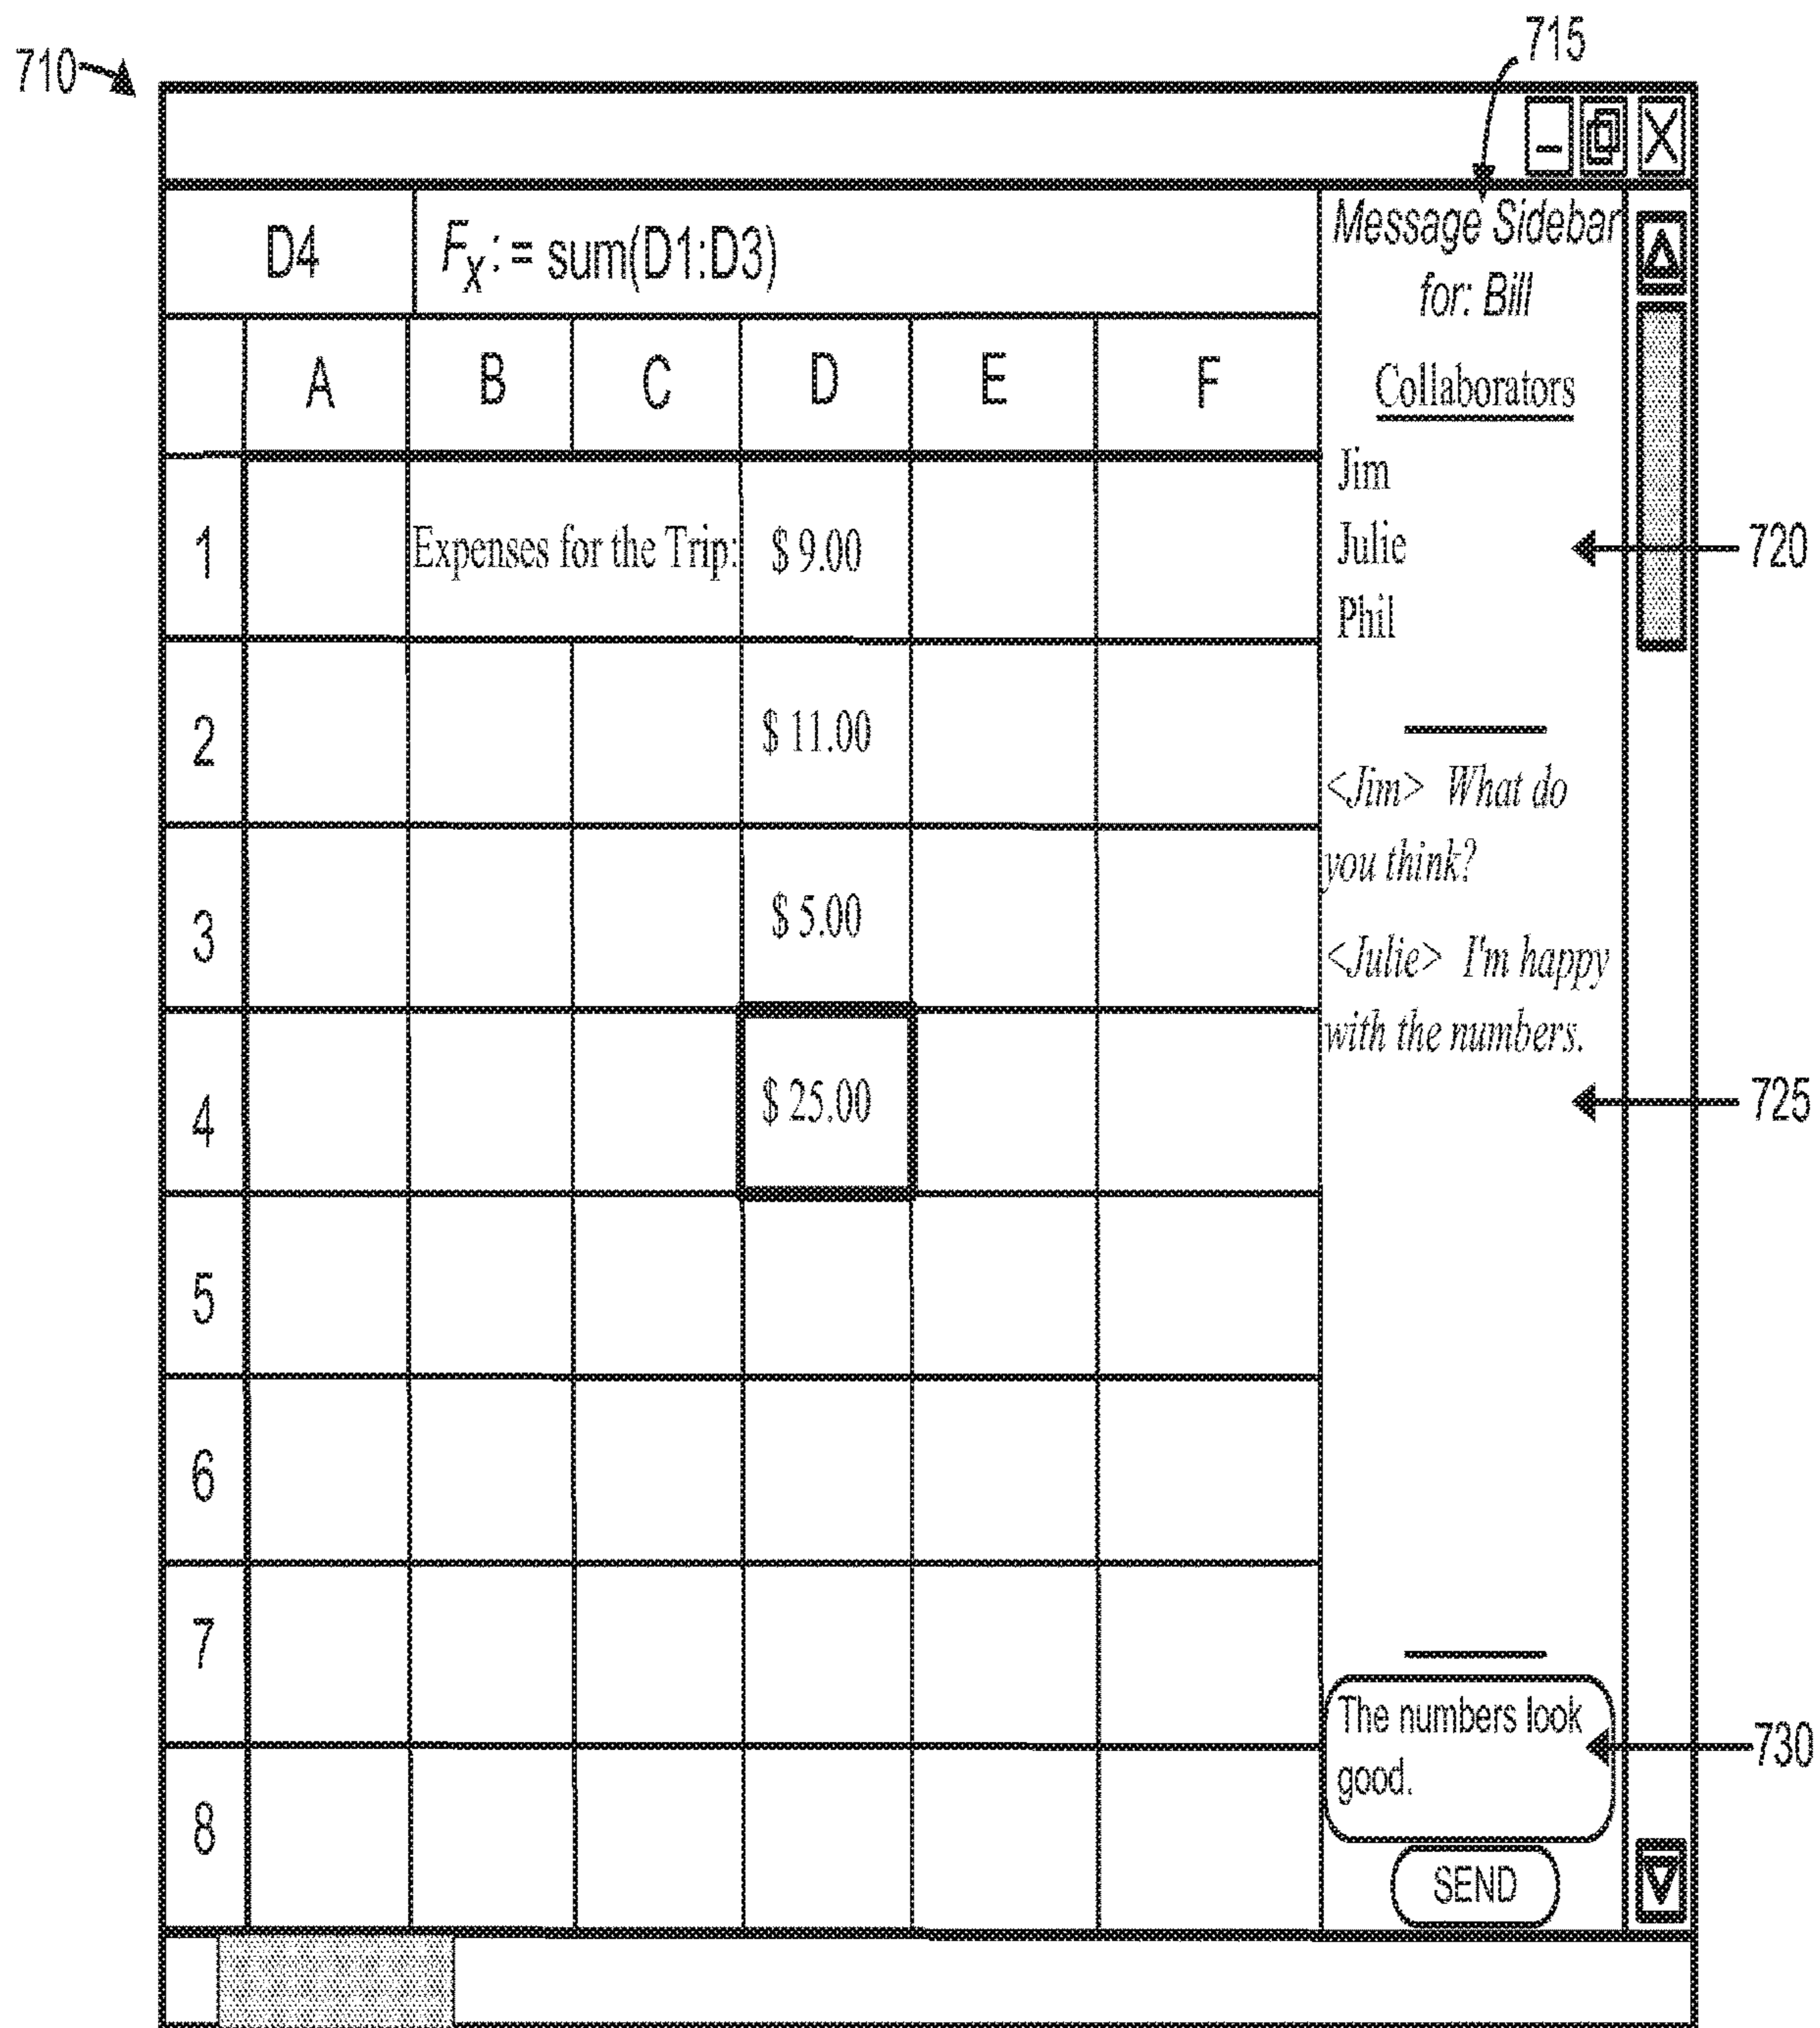 710
715
D4
Fx: = sum(D1:D3)
Message Sidebar
for: Bill
A B C D E F
Collaborators
Jim
1 Expenses for the Trip: $ 9.00
Julie
720
Phil
2 $ 11.00
<Jim> What do
you think?
3 $ 5.00
<Julie> I'm happy
with the numbers.
4 $ 25.00
725
5
6
7
The numbers look
good.
730
8
SEND